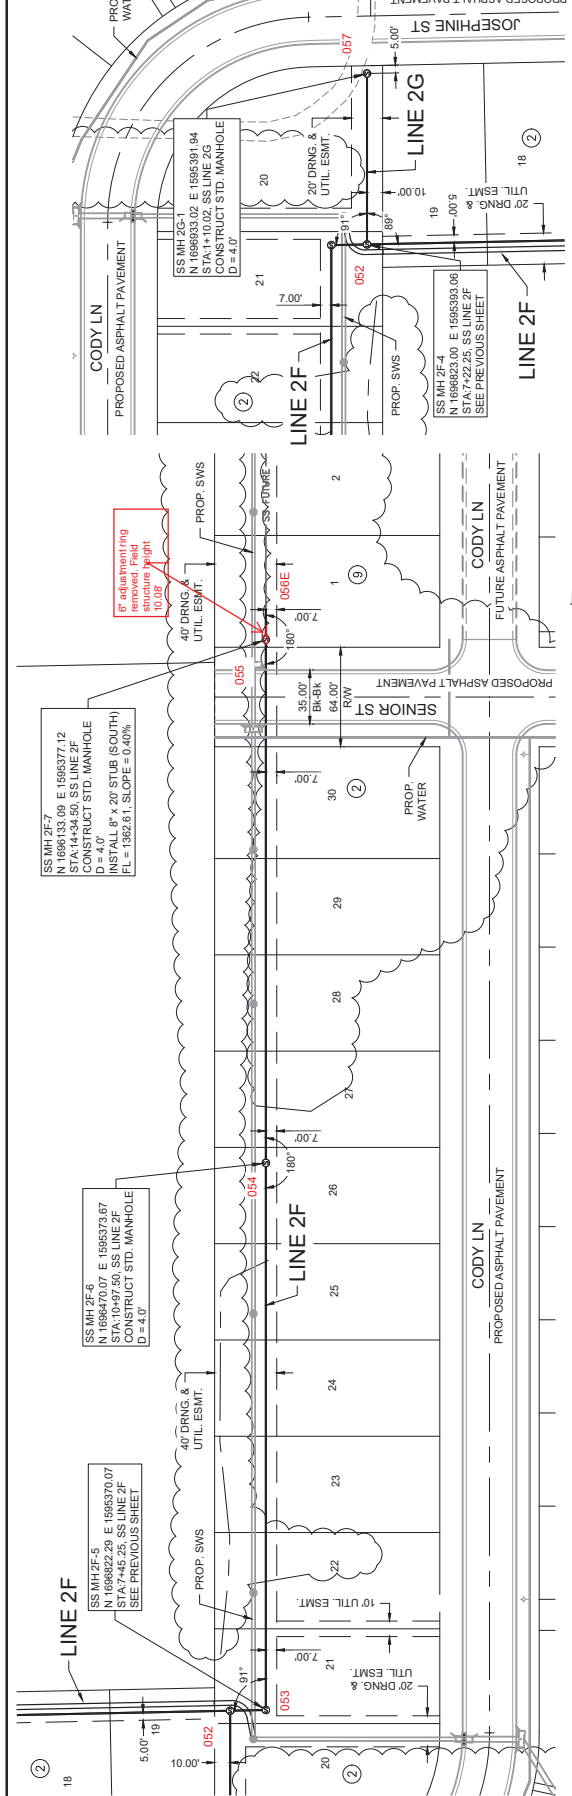 PRO
WAT
JOSEPHINE ST
PROPOSED ASPHALT PAVEMENT
057
5.00'
CODY LN
PROPOSED ASPHALT PAVEMENT
SS MH 2G-1
N 1696933.02 E 1595391.94
STA:1+10.02, SS LINE 2G
CONSTRUCT STD. MANHOLE
D = 4.0'
20
20' DRNG. &
UTIL. ESMT.
LINE 2G
10.00'
18
2
20' DRNG. &
UTIL. ESMT.
5.00'
19
91°
89°
052
21
7.00'
22
2
LINE 2F
PROP. SWS
SS MH 2F-4
N 1696823.00 E 1595393.06
STA:7+22.25, SS LINE 2F
SEE PREVIOUS SHEET
LINE 2F
6" adjustment ring
removed. Field
structure height
10.08'
PROP. SWS
SS-FUTURE
2
40' DRNG. &
UTIL. ESMT.
056E
1
9
7.00'
180°
CODY LN
FUTURE ASPHALT PAVEMENT
055
35.00'
Bk-Bk
64.00'
R/W
SENIOR ST
PROPOSED ASPHALT PAVEMENT
SS MH 2F-7
N 1696133.09 E 1595377.12
STA:14+34.50, SS LINE 2F
CONSTRUCT STD. MANHOLE
D = 4.0'
INSTALL 8" x 20' STUB (SOUTH)
FL = 1362.61, SLOPE = 0.40%
7.00'
30
2
PROP.
WATER
29
28
27
7.00'
180°
054
26
SS MH 2F-6
N 1696470.07 E 1595373.67
STA:10+97.50, SS LINE 2F
CONSTRUCT STD. MANHOLE
D = 4.0'
LINE 2F
25
CODY LN
PROPOSED ASPHALT PAVEMENT
24
40' DRNG. &
UTIL. ESMT.
23
SS MH 2F-5
N 1696822.29 E 1595370.07
STA:7+45.25, SS LINE 2F
SEE PREVIOUS SHEET
PROP. SWS
22
10' UTIL. ESMT.
LINE 2F
7.00'
21
20' DRNG. &
UTIL. ESMT.
91°
053
052
5.00'
19
10.00'
20
2
18
2